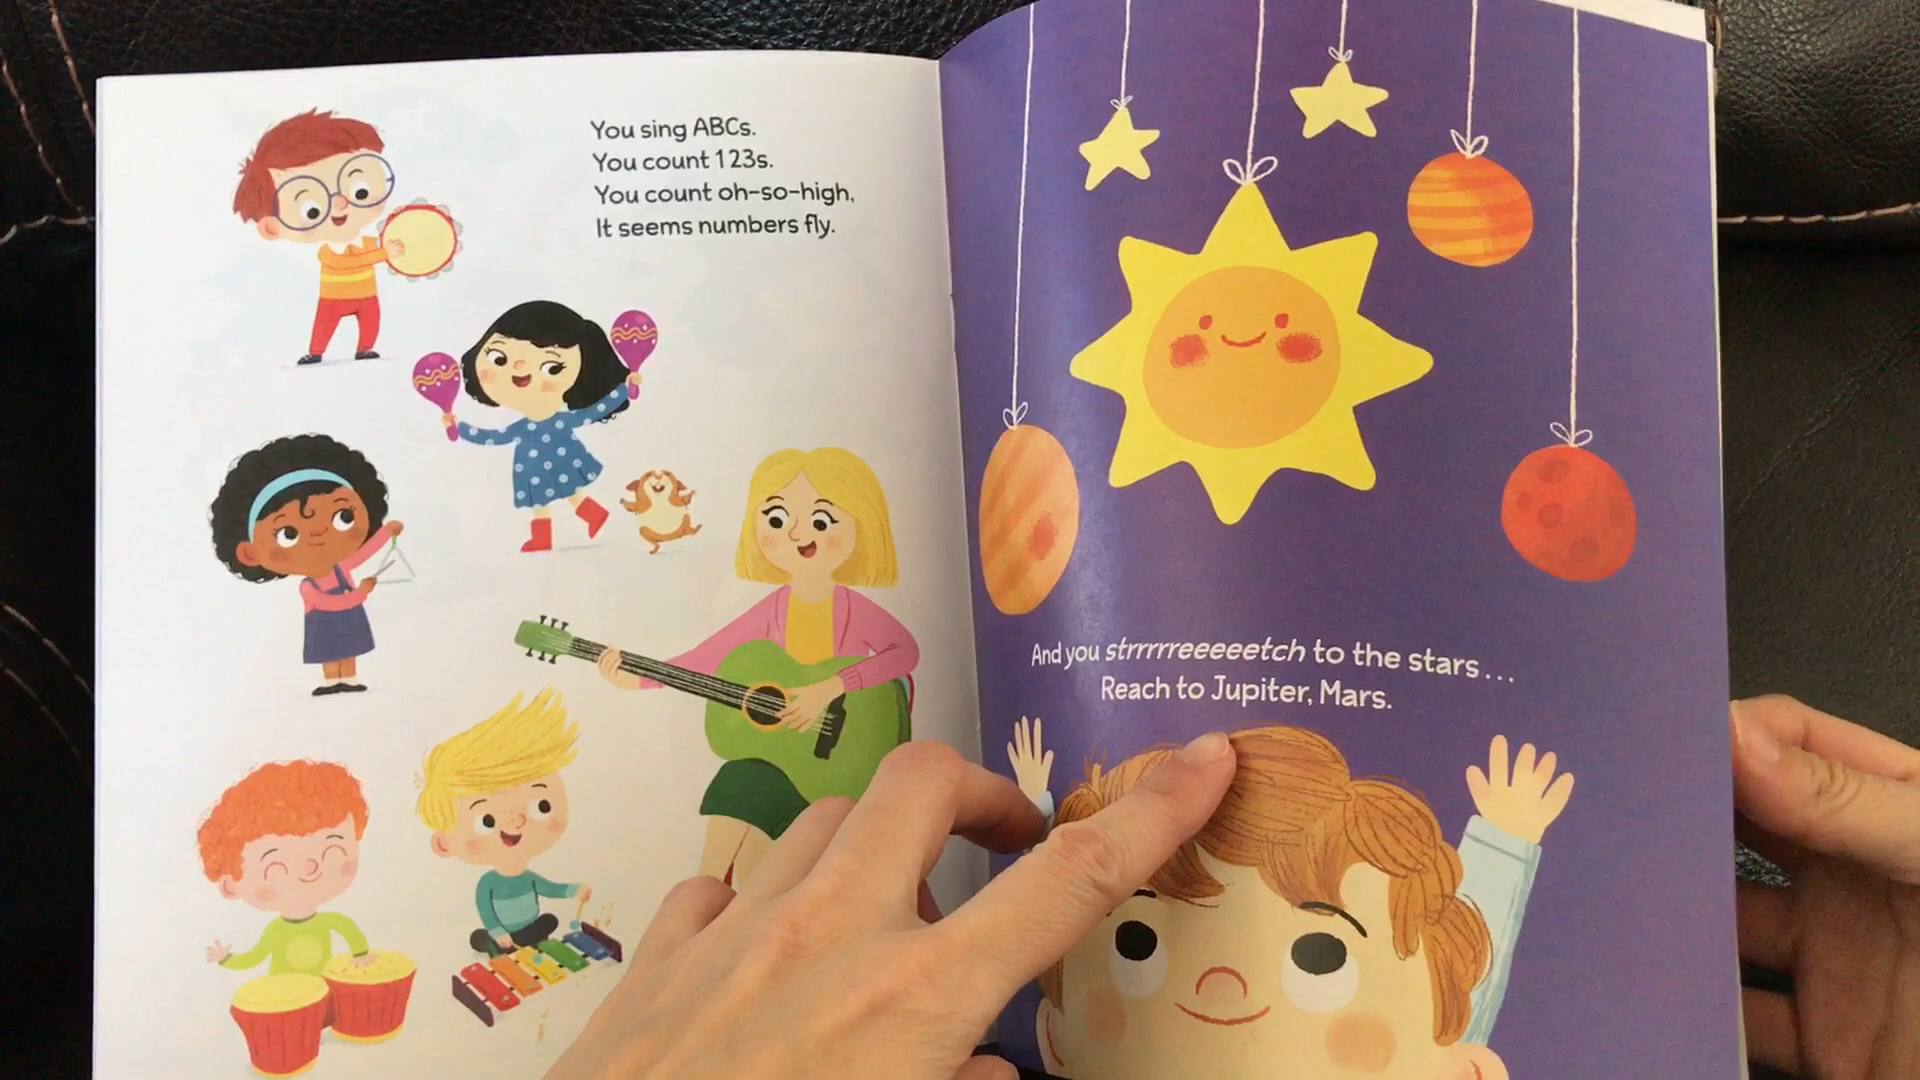 You sing ABCs.
You count 123s.
You count oh-so-high,
It seems numbers fly.
And you strrrrreeeeetch to the stars...
Reach to Jupiter, Mars.